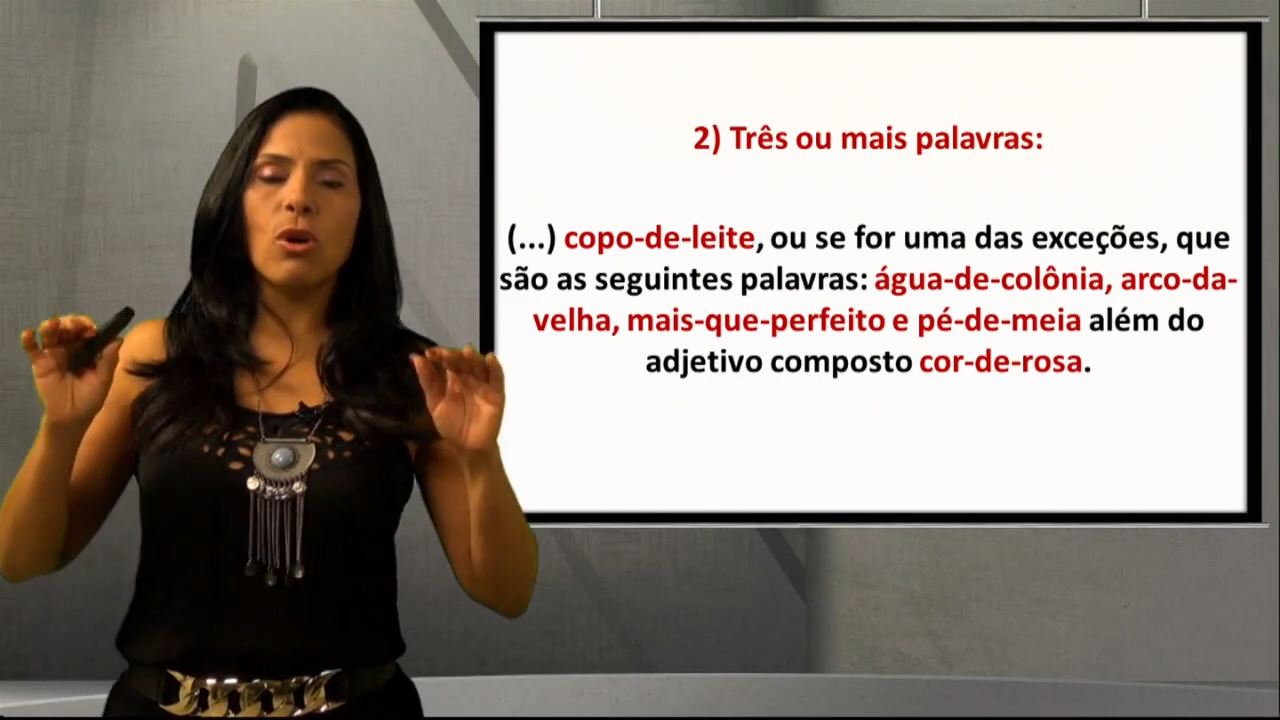 2) Três ou mais palavras:
(...) copo-de-leite, ou se for uma das exceções, que
são as seguintes palavras: água-de-colônia, arco-da-
velha, mais-que-perfeito e pé-de-meia além do
adjetivo composto cor-de-rosa.